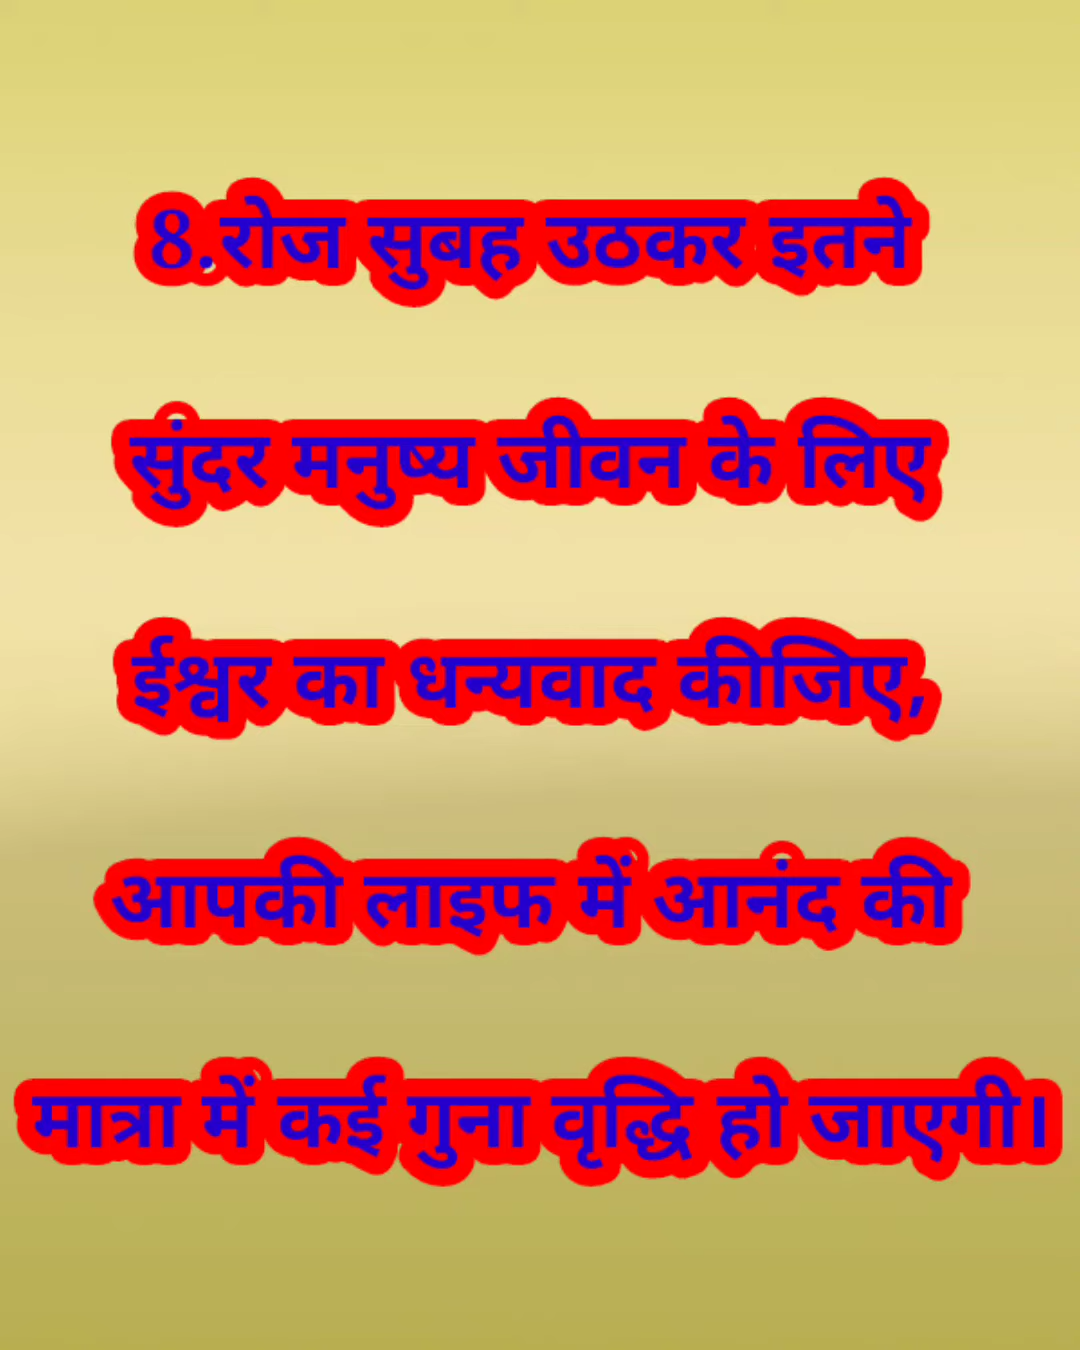 8.रोज सुबह उठकर इतने
सुंदर मनुष्य जीवन के लिए
ईश्वर का धन्यवाद कीजिए,
आपकी लाइफ में आनंद की
मात्रा में कई गुना वृद्धि हो जाएगी।